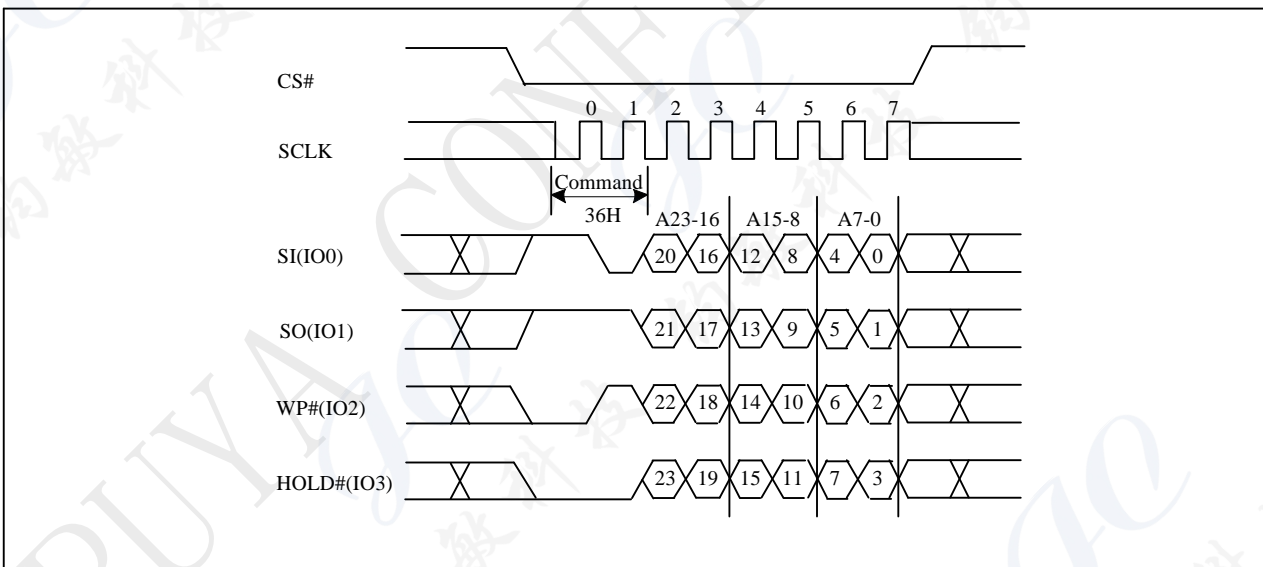 CS#
0 1 2 3 4 5 6 7
SCLK
Command
36H
A23-16 A15-8 A7-0
SI(IO0) 20 16 12 8 4 0
SO(IO1) 21 17 13 9 5 1
WP#(IO2) 22 18 14 10 6 2
HOLD#(IO3) 23 19 15 11 7 3
PUYA CONF